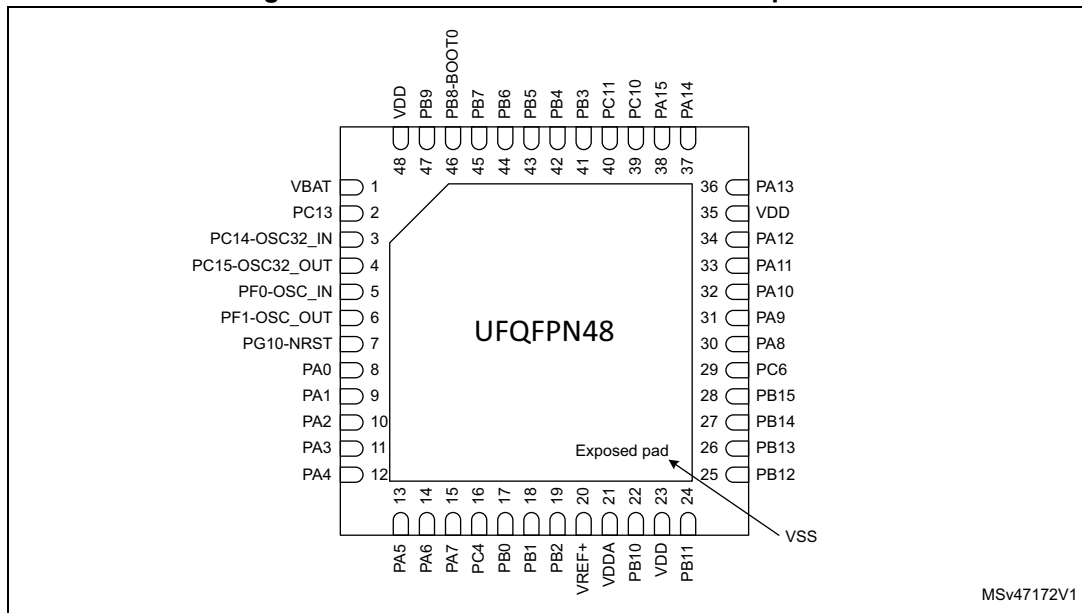 VDD
PB9
PB8-BOOT0
PB7
PB6
PB5
PB4
PB3
PC11
PC10
PA15
PA14
48
47
46
45
44
43
42
41
40
39
38
37
VBAT 1
PC13 2
PC14-OSC32_IN 3
PC15-OSC32_OUT 4
PF0-OSC_IN 5
PF1-OSC_OUT 6
PG10-NRST 7
PA0 8
PA1 9
PA2 10
PA3 11
PA4 12
UFQFPN48
Exposed pad
36 PA13
35 VDD
34 PA12
33 PA11
32 PA10
31 PA9
30 PA8
29 PC6
28 PB15
27 PB14
26 PB13
25 PB12
13
14
15
16
17
18
19
20
21
22
23
24
PA5
PA6
PA7
PC4
PB0
PB1
PB2
VREF+
VDDA
PB10
VDD
PB11
VSS
MSv47172V1